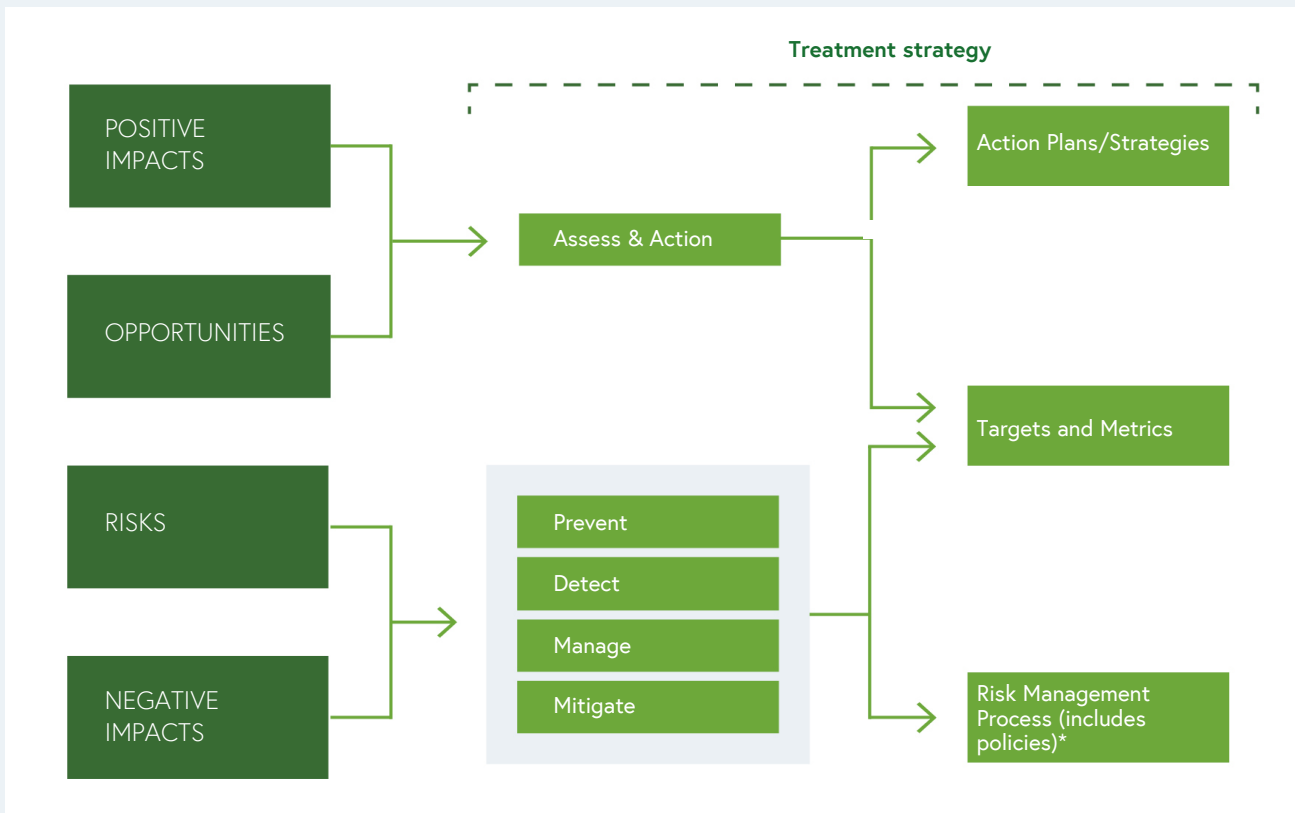 Treatment strategy
POSITIVE
IMPACTS
OPPORTUNITIES
RISKS
NEGATIVE
IMPACTS
Assess & Action
Prevent
Detect
Manage
Mitigate
Action Plans/Strategies
Targets and Metrics
Risk Management
Process (includes
policies)*